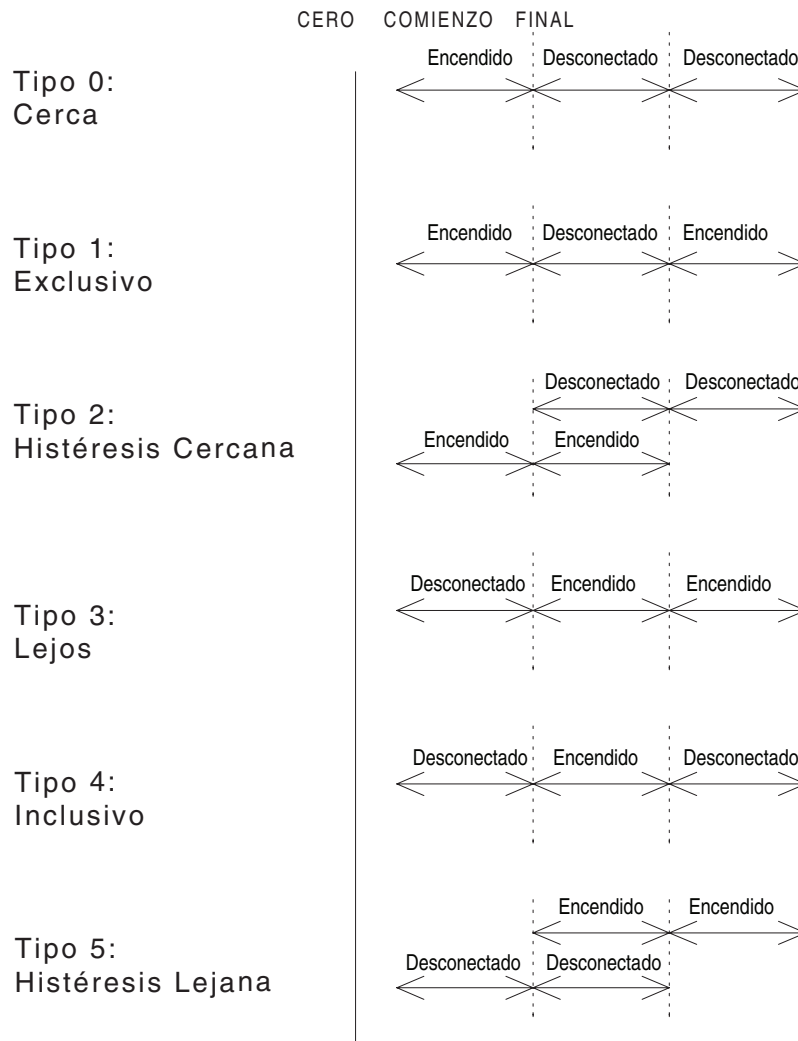 CERO COMIENZO FINAL
Encendido Desconectado Desconectado
Tipo 0:
Cerca
Encendido Desconectado Encendido
Tipo 1:
Exclusivo
Desconectado Desconectado
Tipo 2:
Histéresis Cercana
Encendido Encendido
Desconectado Encendido Encendido
Tipo 3:
Lejos
Desconectado Encendido Desconectado
Tipo 4:
Inclusivo
Encendido Encendido
Tipo 5:
Histéresis Lejana
Desconectado Desconectado